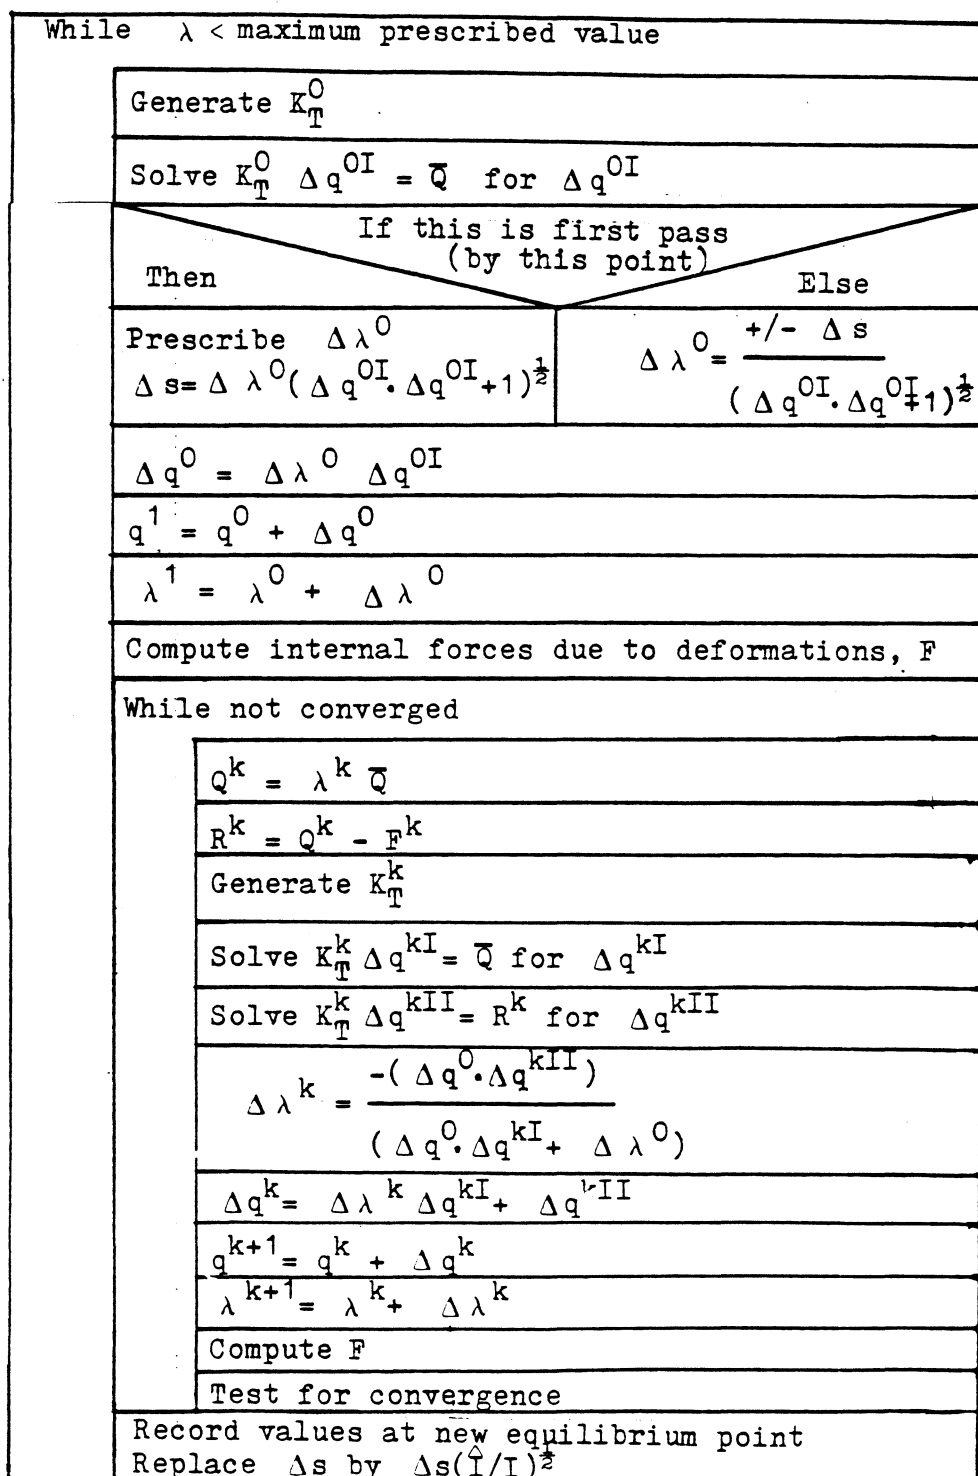 While λ < maximum prescribed value
Generate K_T^0
Solve K_T^0 Δq^0I = Q̄ for Δq^0I
If this is first pass
(by this point)
Then
Else
Prescribe Δλ^0
Δs= Δλ^0(Δq^0I·Δq^0I+1)^½
Δλ^0= +/- Δs / (Δq^0I·Δq^0I+1)^½
Δq^0 = Δλ^0 Δq^0I
q^1 = q^0 + Δq^0
λ^1 = λ^0 + Δλ^0
Compute internal forces due to deformations, F
While not converged
Q^k = λ^k Q̄
R^k = Q^k - F^k
Generate K_T^k
Solve K_T^k Δq^kI = Q̄ for Δq^kI
Solve K_T^k Δq^kII = R^k for Δq^kII
Δλ^k = -(Δq^0·Δq^kII) / (Δq^0·Δq^kI + Δλ^0)
Δq^k = Δλ^k Δq^kI + Δq^kII
q^k+1 = q^k + Δq^k
λ^k+1 = λ^k + Δλ^k
Compute F
Test for convergence
Record values at new equilibrium point
Replace Δs by Δs(Î/I)^½